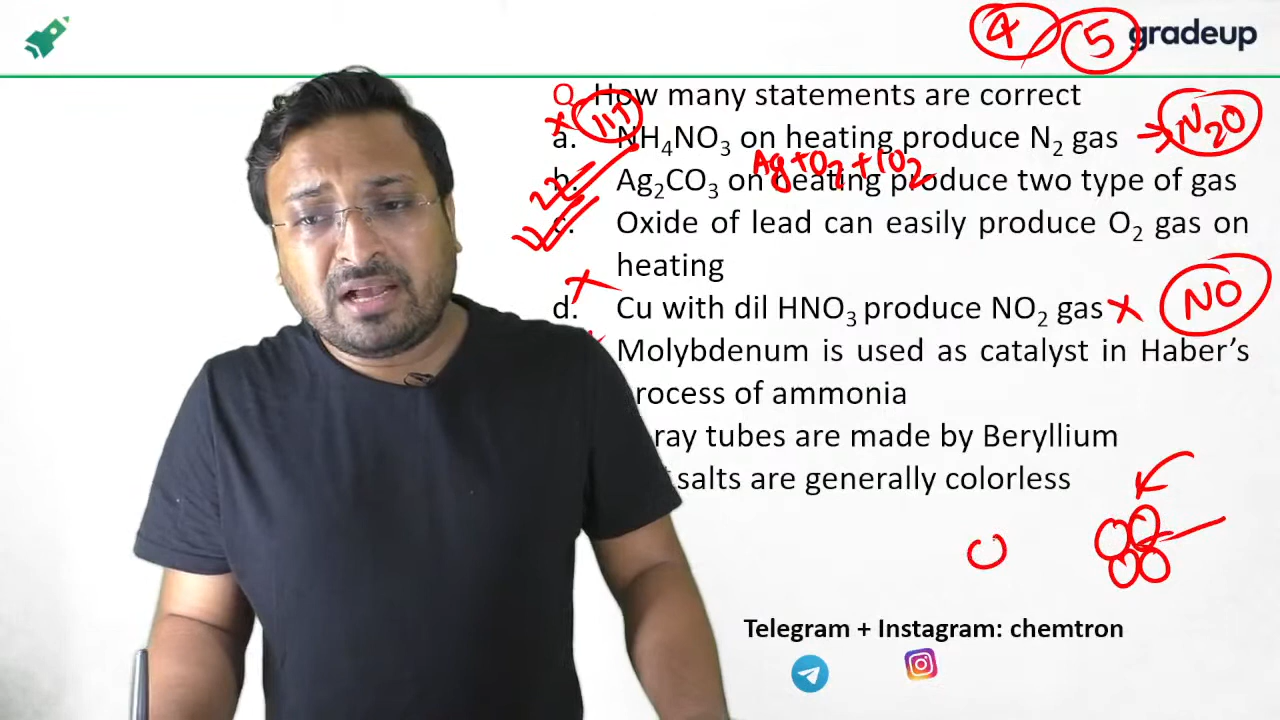 4 5 gradeup
Q How many statements are correct
a. NH₄NO₃ on heating produce N₂ gas → N₂O
Ag + O₂ + CO₂
b. Ag₂CO₃ on heating produce two type of gas
c. Oxide of lead can easily produce O₂ gas on
heating
d. Cu with dil HNO₃ produce NO₂ gas × NO
Molybdenum is used as catalyst in Haber’s
rocess of ammonia
ray tubes are made by Beryllium
salts are generally colorless
Telegram + Instagram: chemtron